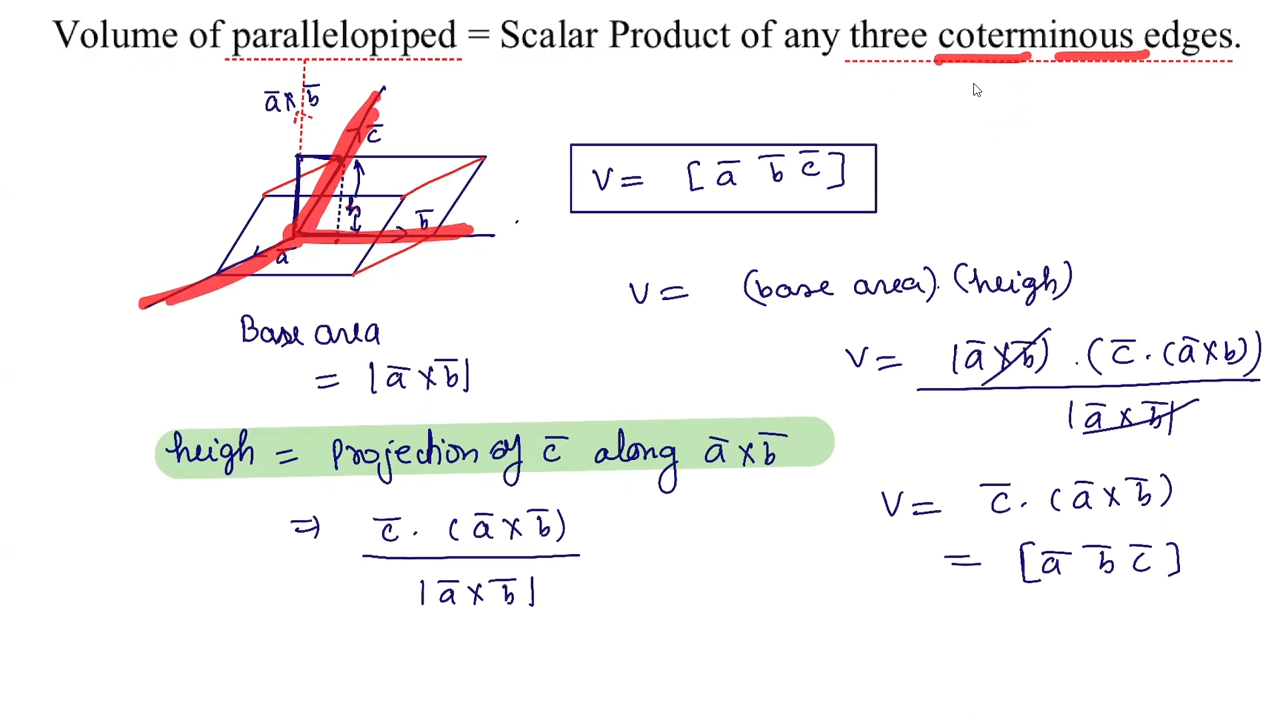 Volume of parallelopiped = Scalar Product of any three coterminous edges.
a̅ × b̅
c̅
h
b̅
a̅
V = [a̅ b̅ c̅]
V = (base area). (heigh)
Base area
= |a̅ × b̅|
V = |a̅ × b̅| . (c̅ . (a̅ × b))
|a̅ × b̅|
heigh = projection of c̅ along a̅ × b̅
⇒ c̅ . (a̅ × b̅)
|a̅ × b̅|
V = c̅ . (a̅ × b̅)
= [a̅ b̅ c̅]